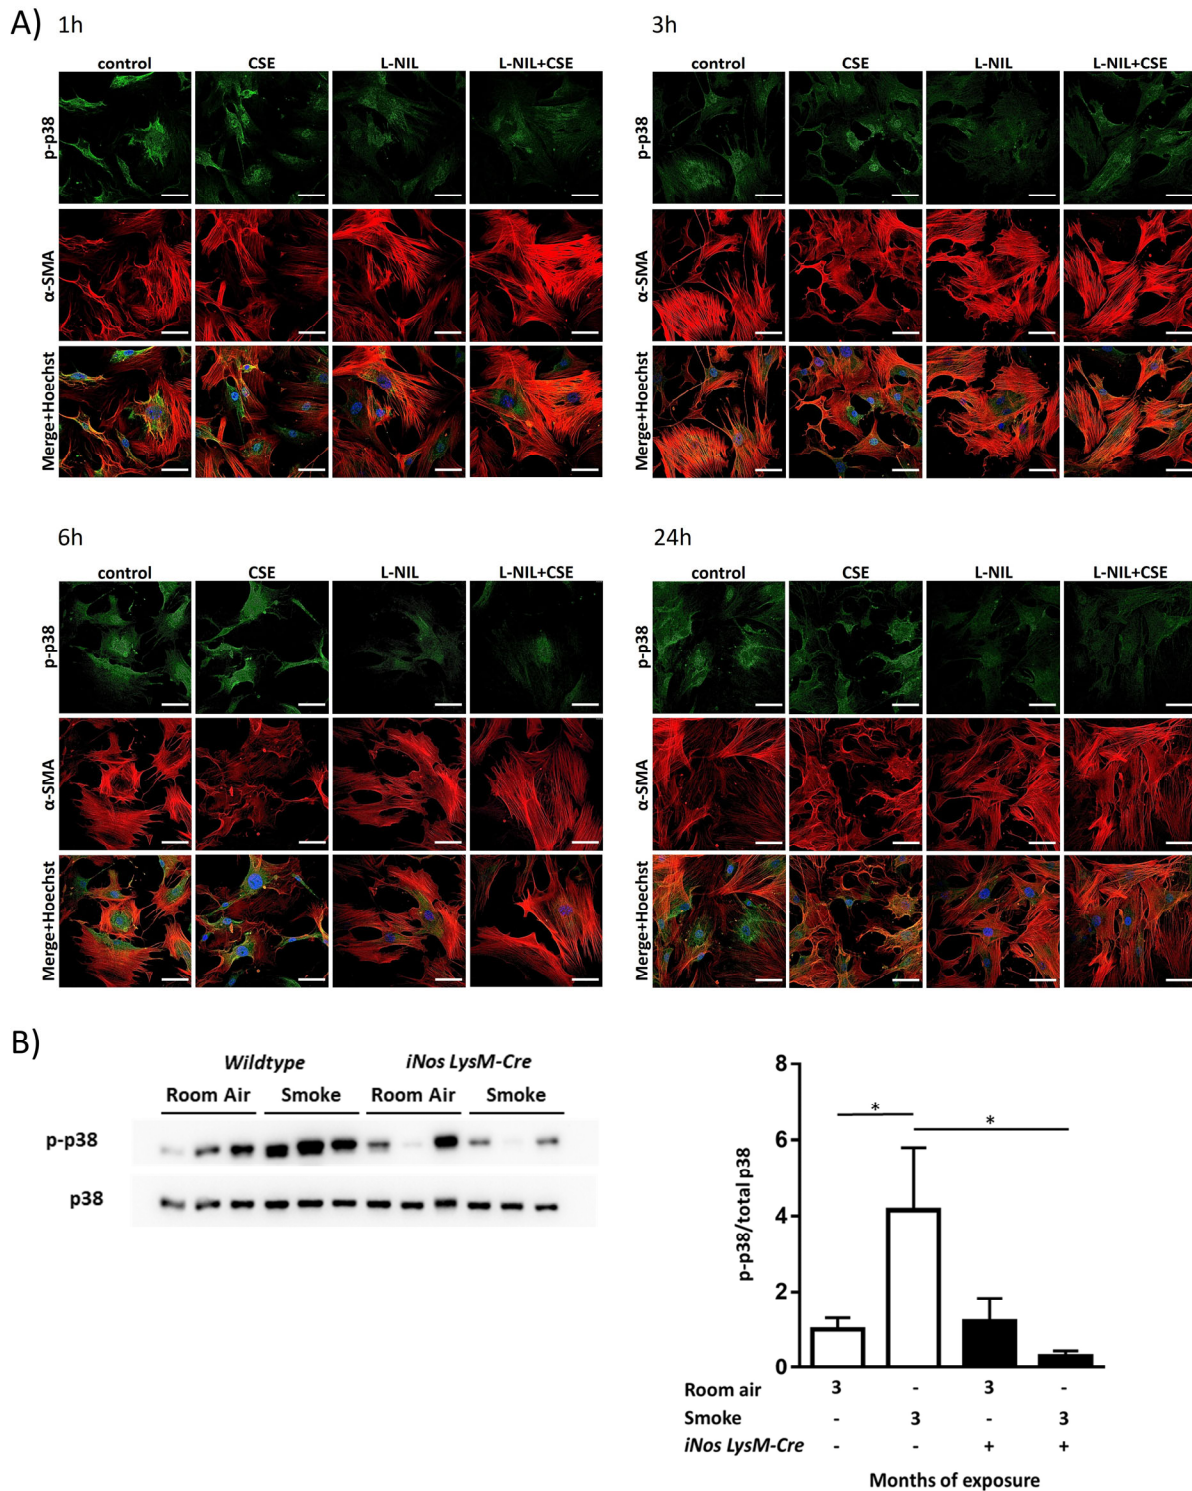 A) 1h
control CSE L-NIL L-NIL+CSE
p-p38
α-SMA
Merge+Hoechst
3h
control CSE L-NIL L-NIL+CSE
p-p38
α-SMA
Merge+Hoechst
6h
control CSE L-NIL L-NIL+CSE
p-p38
α-SMA
Merge+Hoechst
24h
control CSE L-NIL L-NIL+CSE
p-p38
α-SMA
Merge+Hoechst
B)
Wildtype iNos LysM-Cre
Room Air Smoke Room Air Smoke
p-p38
p38
p-p38/total p38
8
6
4
2
0
* *
Room air 3 - 3 -
Smoke - 3 - 3
iNos LysM-Cre - - + +
Months of exposure